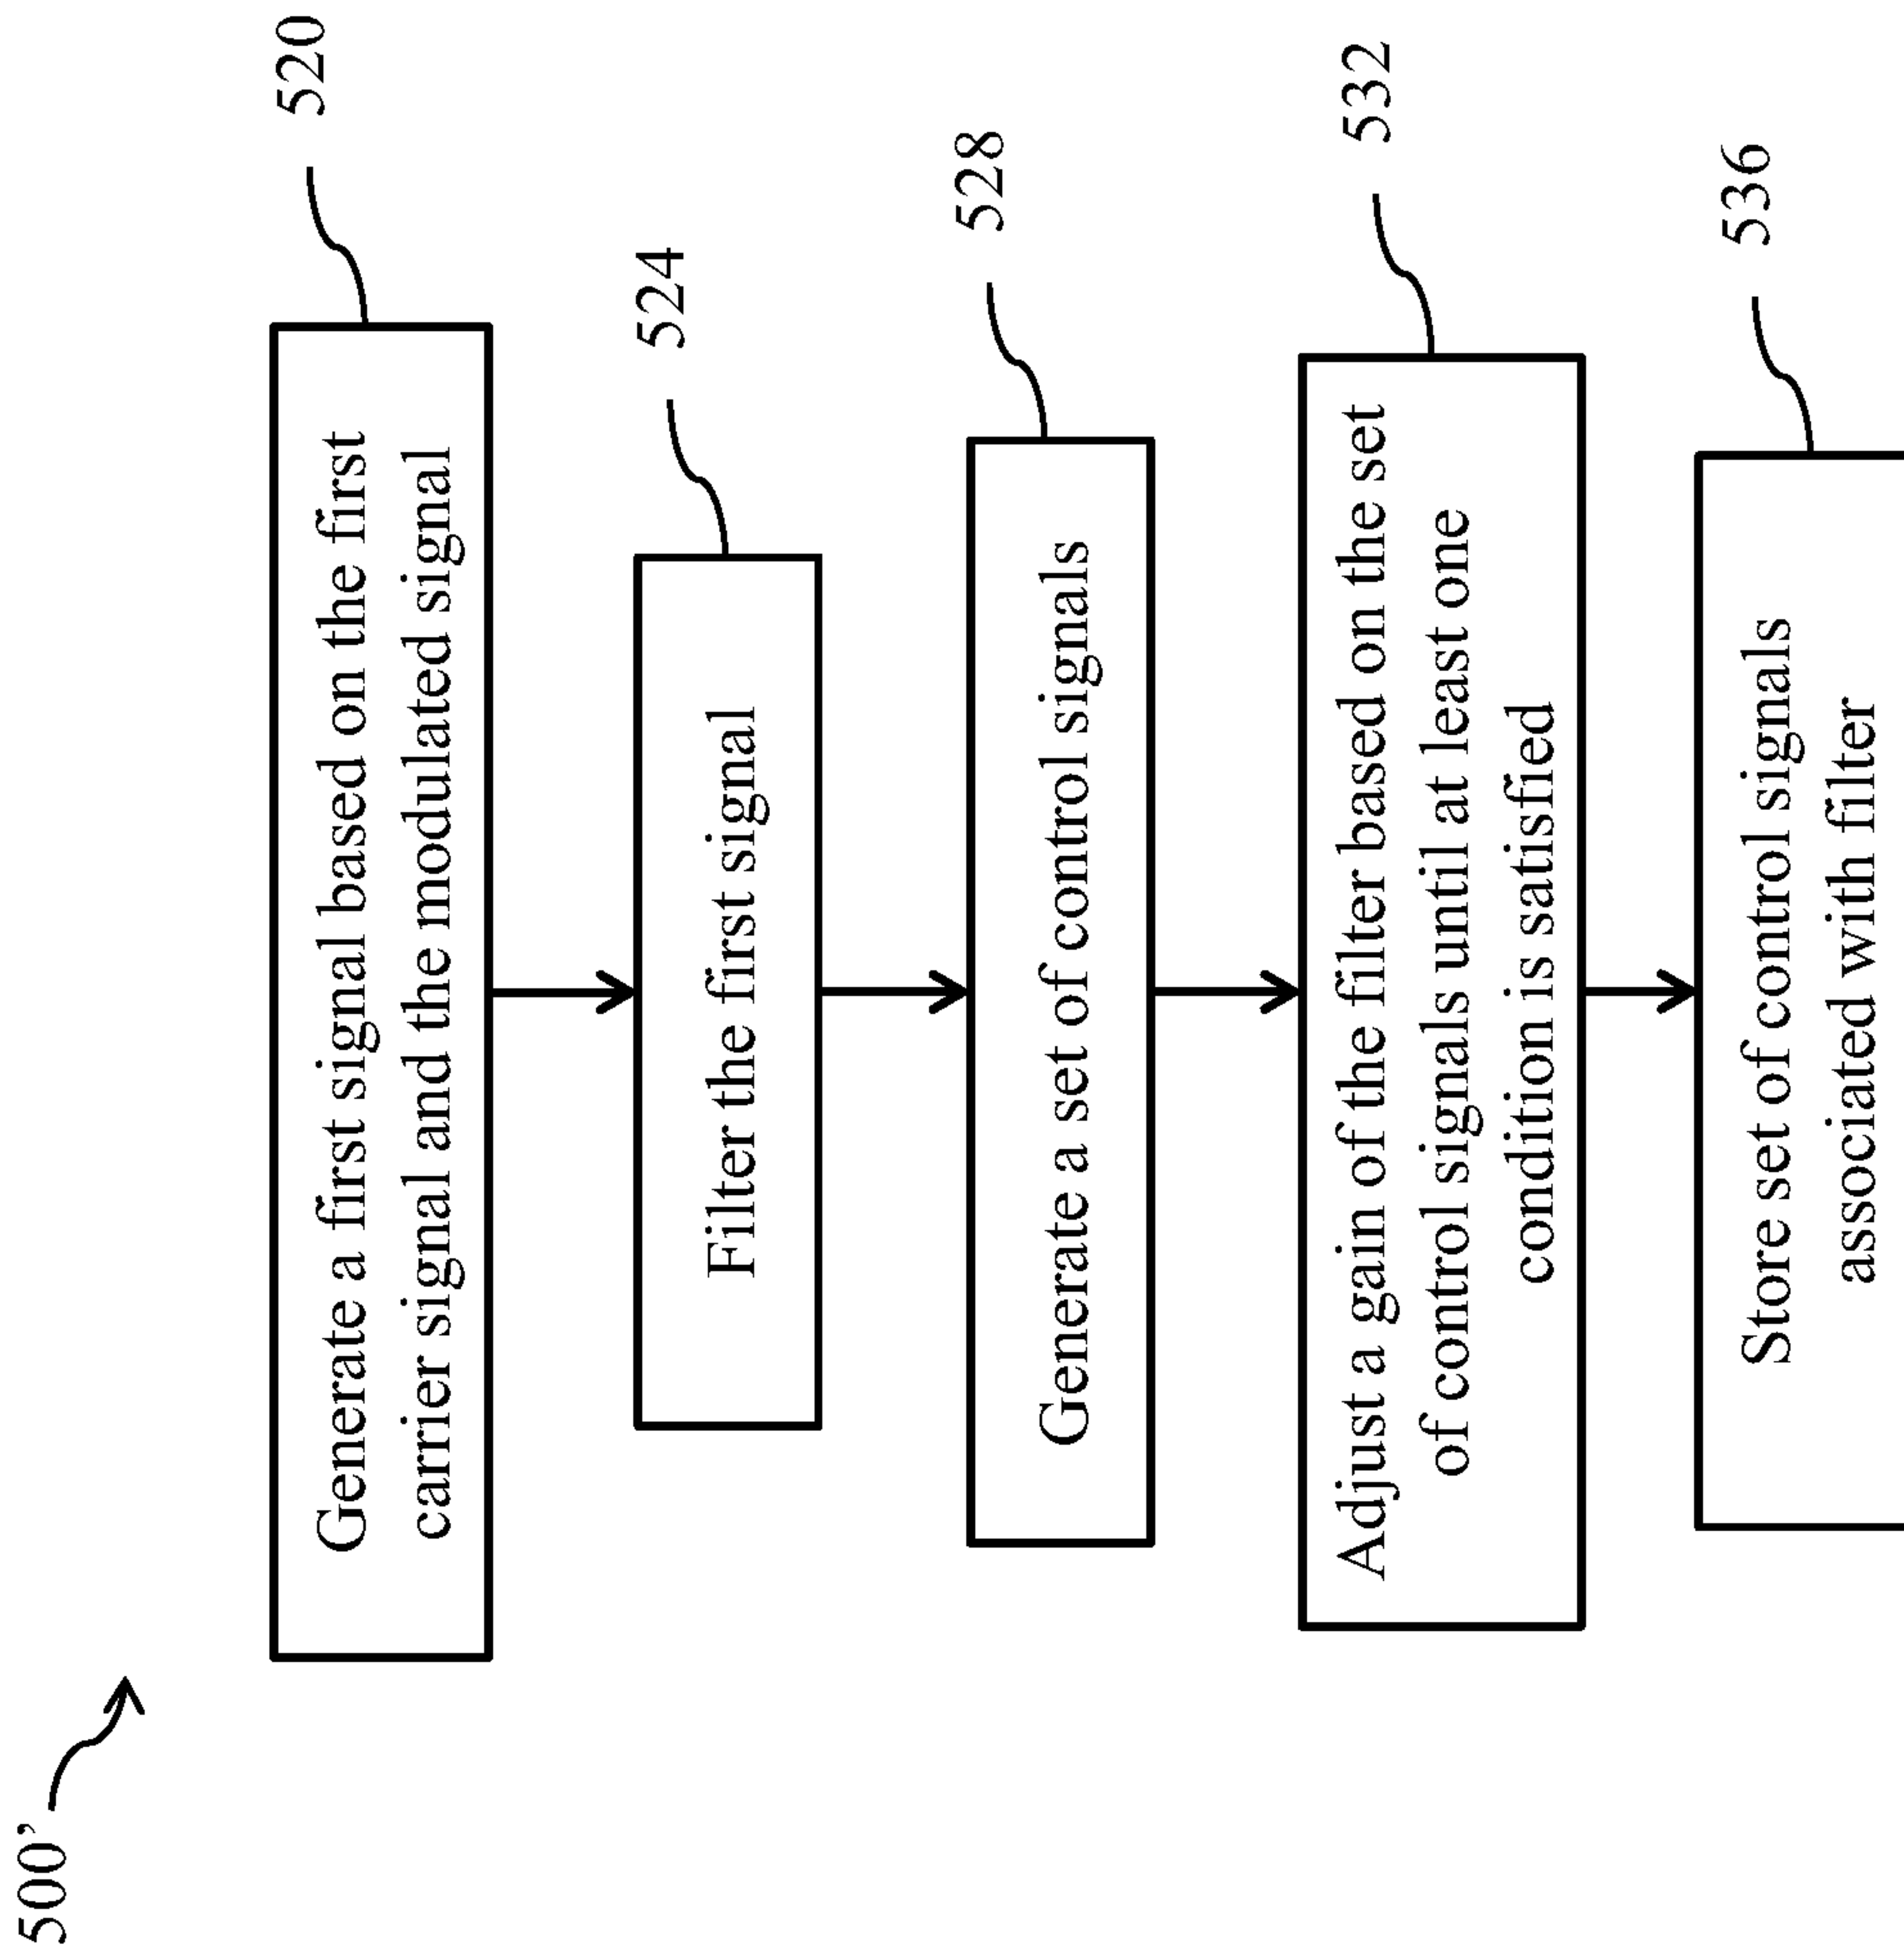 500’
520
Generate a first signal based on the first
carrier signal and the modulated signal
524
Filter the first signal
528
Generate a set of control signals
532
Adjust a gain of the filter based on the set
of control signals until at least one
condition is satisfied
536
Store set of control signals
associated with filter